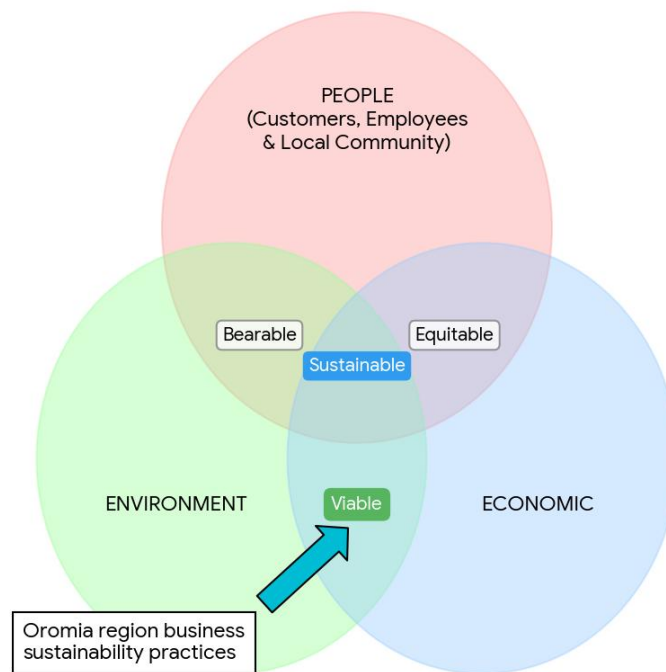 PEOPLE
(Customers, Employees
& Local Community)
Bearable
Equitable
Sustainable
ENVIRONMENT
Viable
ECONOMIC
Oromia region business
sustainability practices